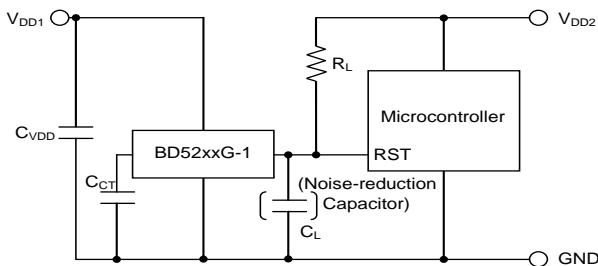 VDD1
VDD2
RL
Microcontroller
CVDD
BD52xxG-1
RST
CCT
(Noise-reduction
Capacitor)
CL
GND